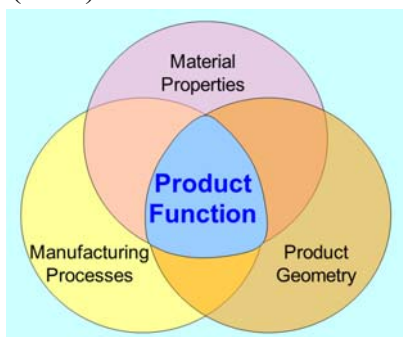 Material
Properties
Product
Function
Manufacturing
Processes
Product
Geometry